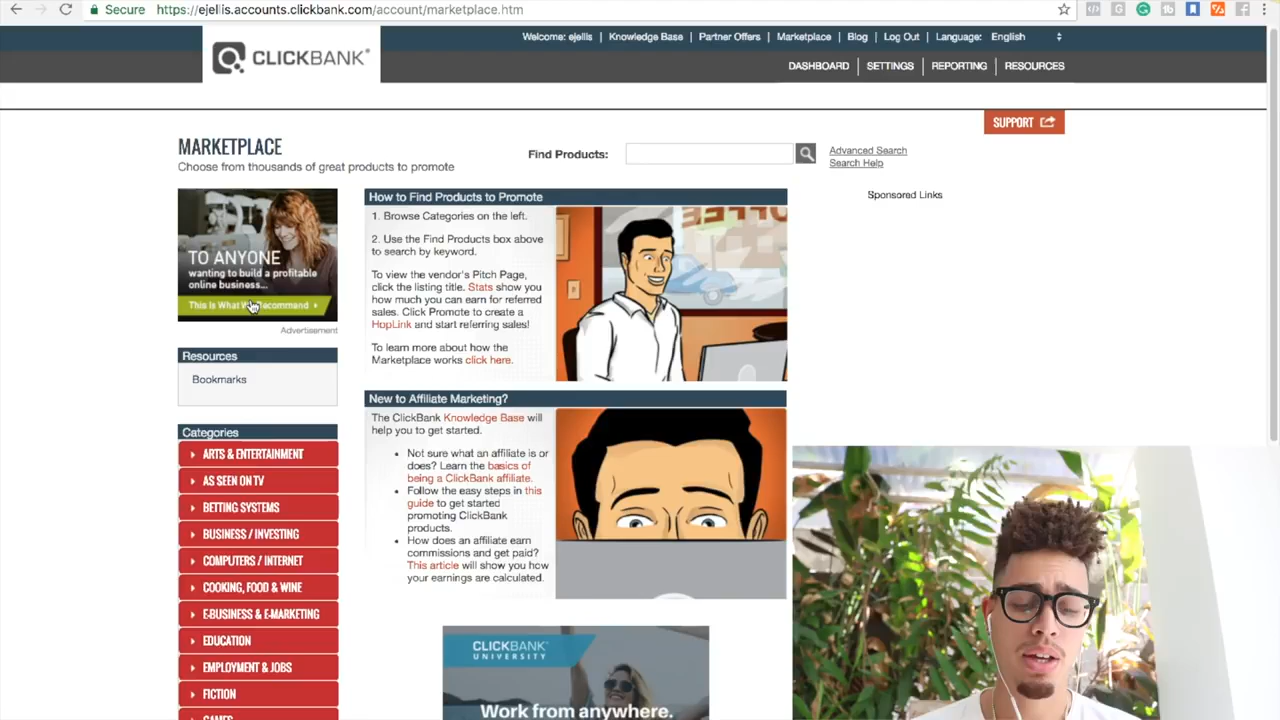 Secure
https://ejellis.accounts.clickbank.com/account/marketplace.htm
Welcome: ejellis
Knowledge Base
Partner Offers
Marketplace
Blog
Log Out
Language:
English
CLICKBANK®
DASHBOARD
SETTINGS
REPORTING
RESOURCES
SUPPORT
MARKETPLACE
Choose from thousands of great products to promote
Find Products:
Advanced Search
Search Help
Sponsored Links
TO ANYONE
wanting to build a profitable
online business...
This Is What We Recommend
Advertisement
Resources
Bookmarks
Categories
ARTS & ENTERTAINMENT
AS SEEN ON TV
BETTING SYSTEMS
BUSINESS / INVESTING
COMPUTERS / INTERNET
COOKING, FOOD & WINE
E-BUSINESS & E-MARKETING
EDUCATION
EMPLOYMENT & JOBS
FICTION
GAMES
How to Find Products to Promote
1. Browse Categories on the left.
2. Use the Find Products box above
to search by keyword.
To view the vendor's Pitch Page,
click the listing title. Stats show you
how much you can earn for referred
sales. Click Promote to create a
HopLink and start referring sales!
To learn more about how the
Marketplace works click here.
New to Affiliate Marketing?
The ClickBank Knowledge Base will
help you to get started.
Not sure what an affiliate is or
does? Learn the basics of
being a ClickBank affiliate.
Follow the easy steps in this
guide to get started
promoting ClickBank
products.
How does an affiliate earn
commissions and get paid?
This article will show you how
your earnings are calculated.
CLICKBANK
UNIVERSITY
Work from anywhere.